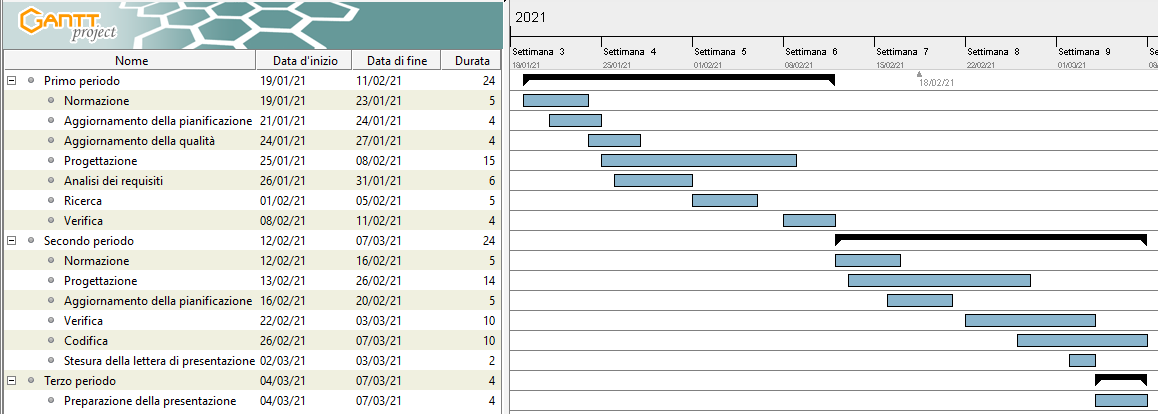 GANTT
project
2021
Settimana 3 Settimana 4 Settimana 5 Settimana 6 Settimana 7 Settimana 8 Settimana 9
Nome Data d'inizio Data di fine Durata
19/01/21 25/01/21 01/02/21 08/02/21 15/02/21 22/02/21 01/03/21
Primo periodo 19/01/21 11/02/21 24
18/02/21
Normazione 19/01/21 23/01/21 5
Aggiornamento della pianificazione 21/01/21 24/01/21 4
Aggiornamento della qualità 24/01/21 27/01/21 4
Progettazione 25/01/21 08/02/21 15
Analisi dei requisiti 26/01/21 31/01/21 6
Ricerca 01/02/21 05/02/21 5
Verifica 08/02/21 11/02/21 4
Secondo periodo 12/02/21 07/03/21 24
Normazione 12/02/21 16/02/21 5
Progettazione 13/02/21 26/02/21 14
Aggiornamento della pianificazione 16/02/21 20/02/21 5
Verifica 22/02/21 03/03/21 10
Codifica 26/02/21 07/03/21 10
Stesura della lettera di presentazione 02/03/21 03/03/21 2
Terzo periodo 04/03/21 07/03/21 4
Preparazione della presentazione 04/03/21 07/03/21 4